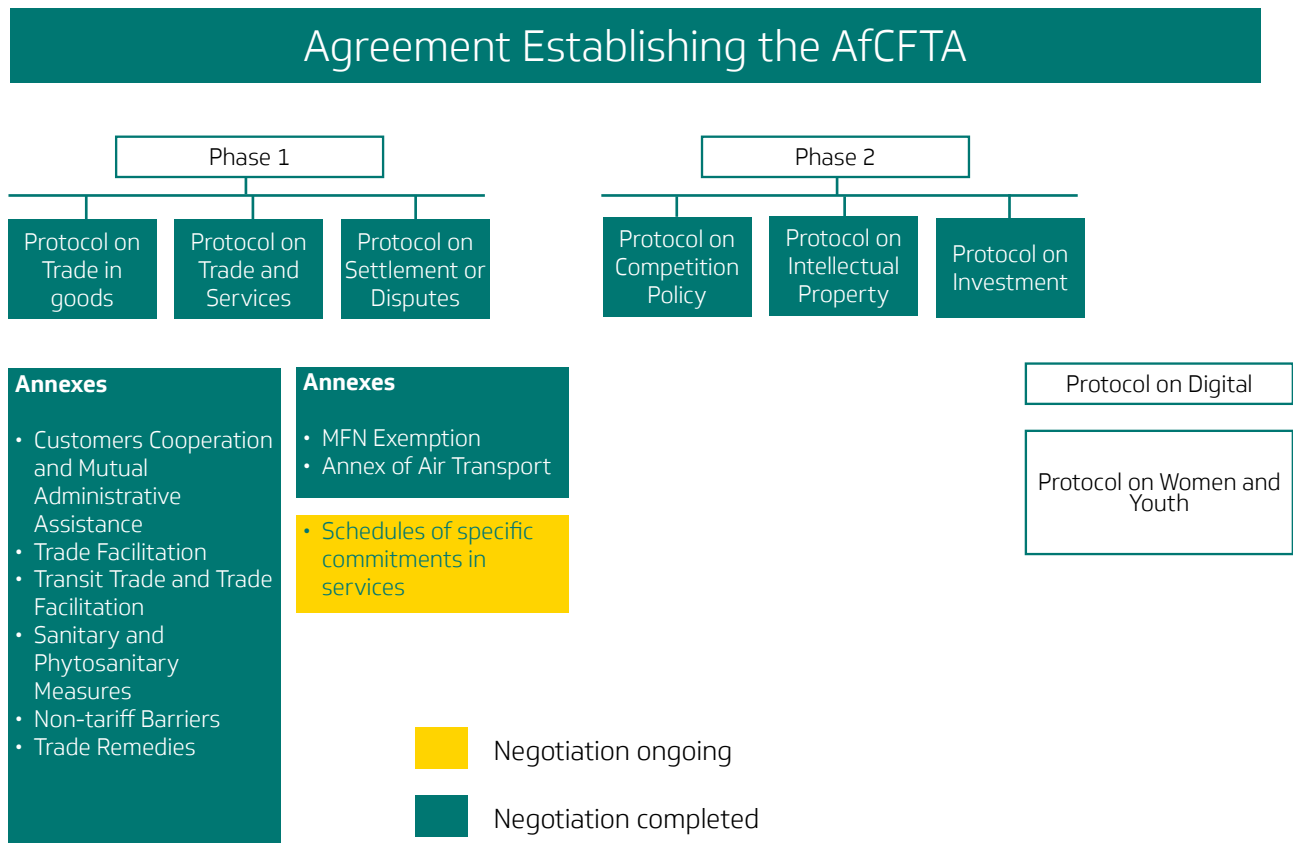 Agreement Establishing the AfCFTA
Phase 1
Phase 2
Protocol on
Trade in
goods
Protocol on
Trade and
Services
Protocol on
Settlement or
Disputes
Protocol on
Competition
Policy
Protocol on
Intellectual
Property
Protocol on
Investment
Annexes
• Customers Cooperation
and Mutual
Administrative
Assistance
• Trade Facilitation
• Transit Trade and Trade
Facilitation
• Sanitary and
Phytosanitary
Measures
• Non-tariff Barriers
• Trade Remedies
Annexes
• MFN Exemption
• Annex of Air Transport
• Schedules of specific
commitments in
services
Protocol on Digital
Protocol on Women and
Youth
Negotiation ongoing
Negotiation completed